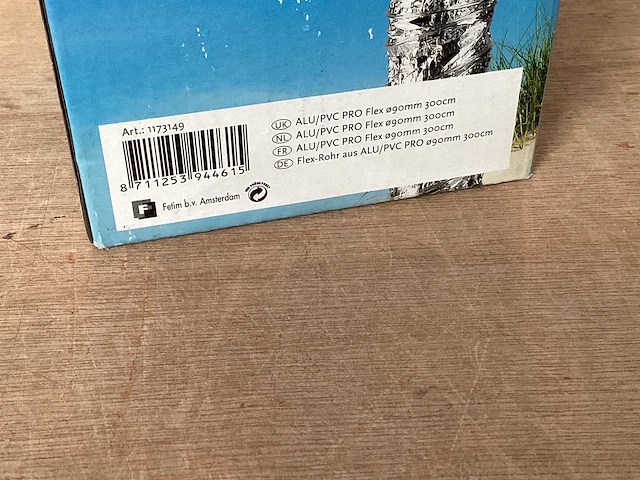 Art.: 1173149
8 711253 944615
Fetim b.v. Amsterdam
UK ALU/PVC PRO Flex ø90mm 300cm
NL ALU/PVC PRO Flex ø90mm 300cm
FR ALU/PVC PRO Flex ø90mm 300cm
DE Flex-Rohr aus ALU/PVC PRO ø90mm 300cm